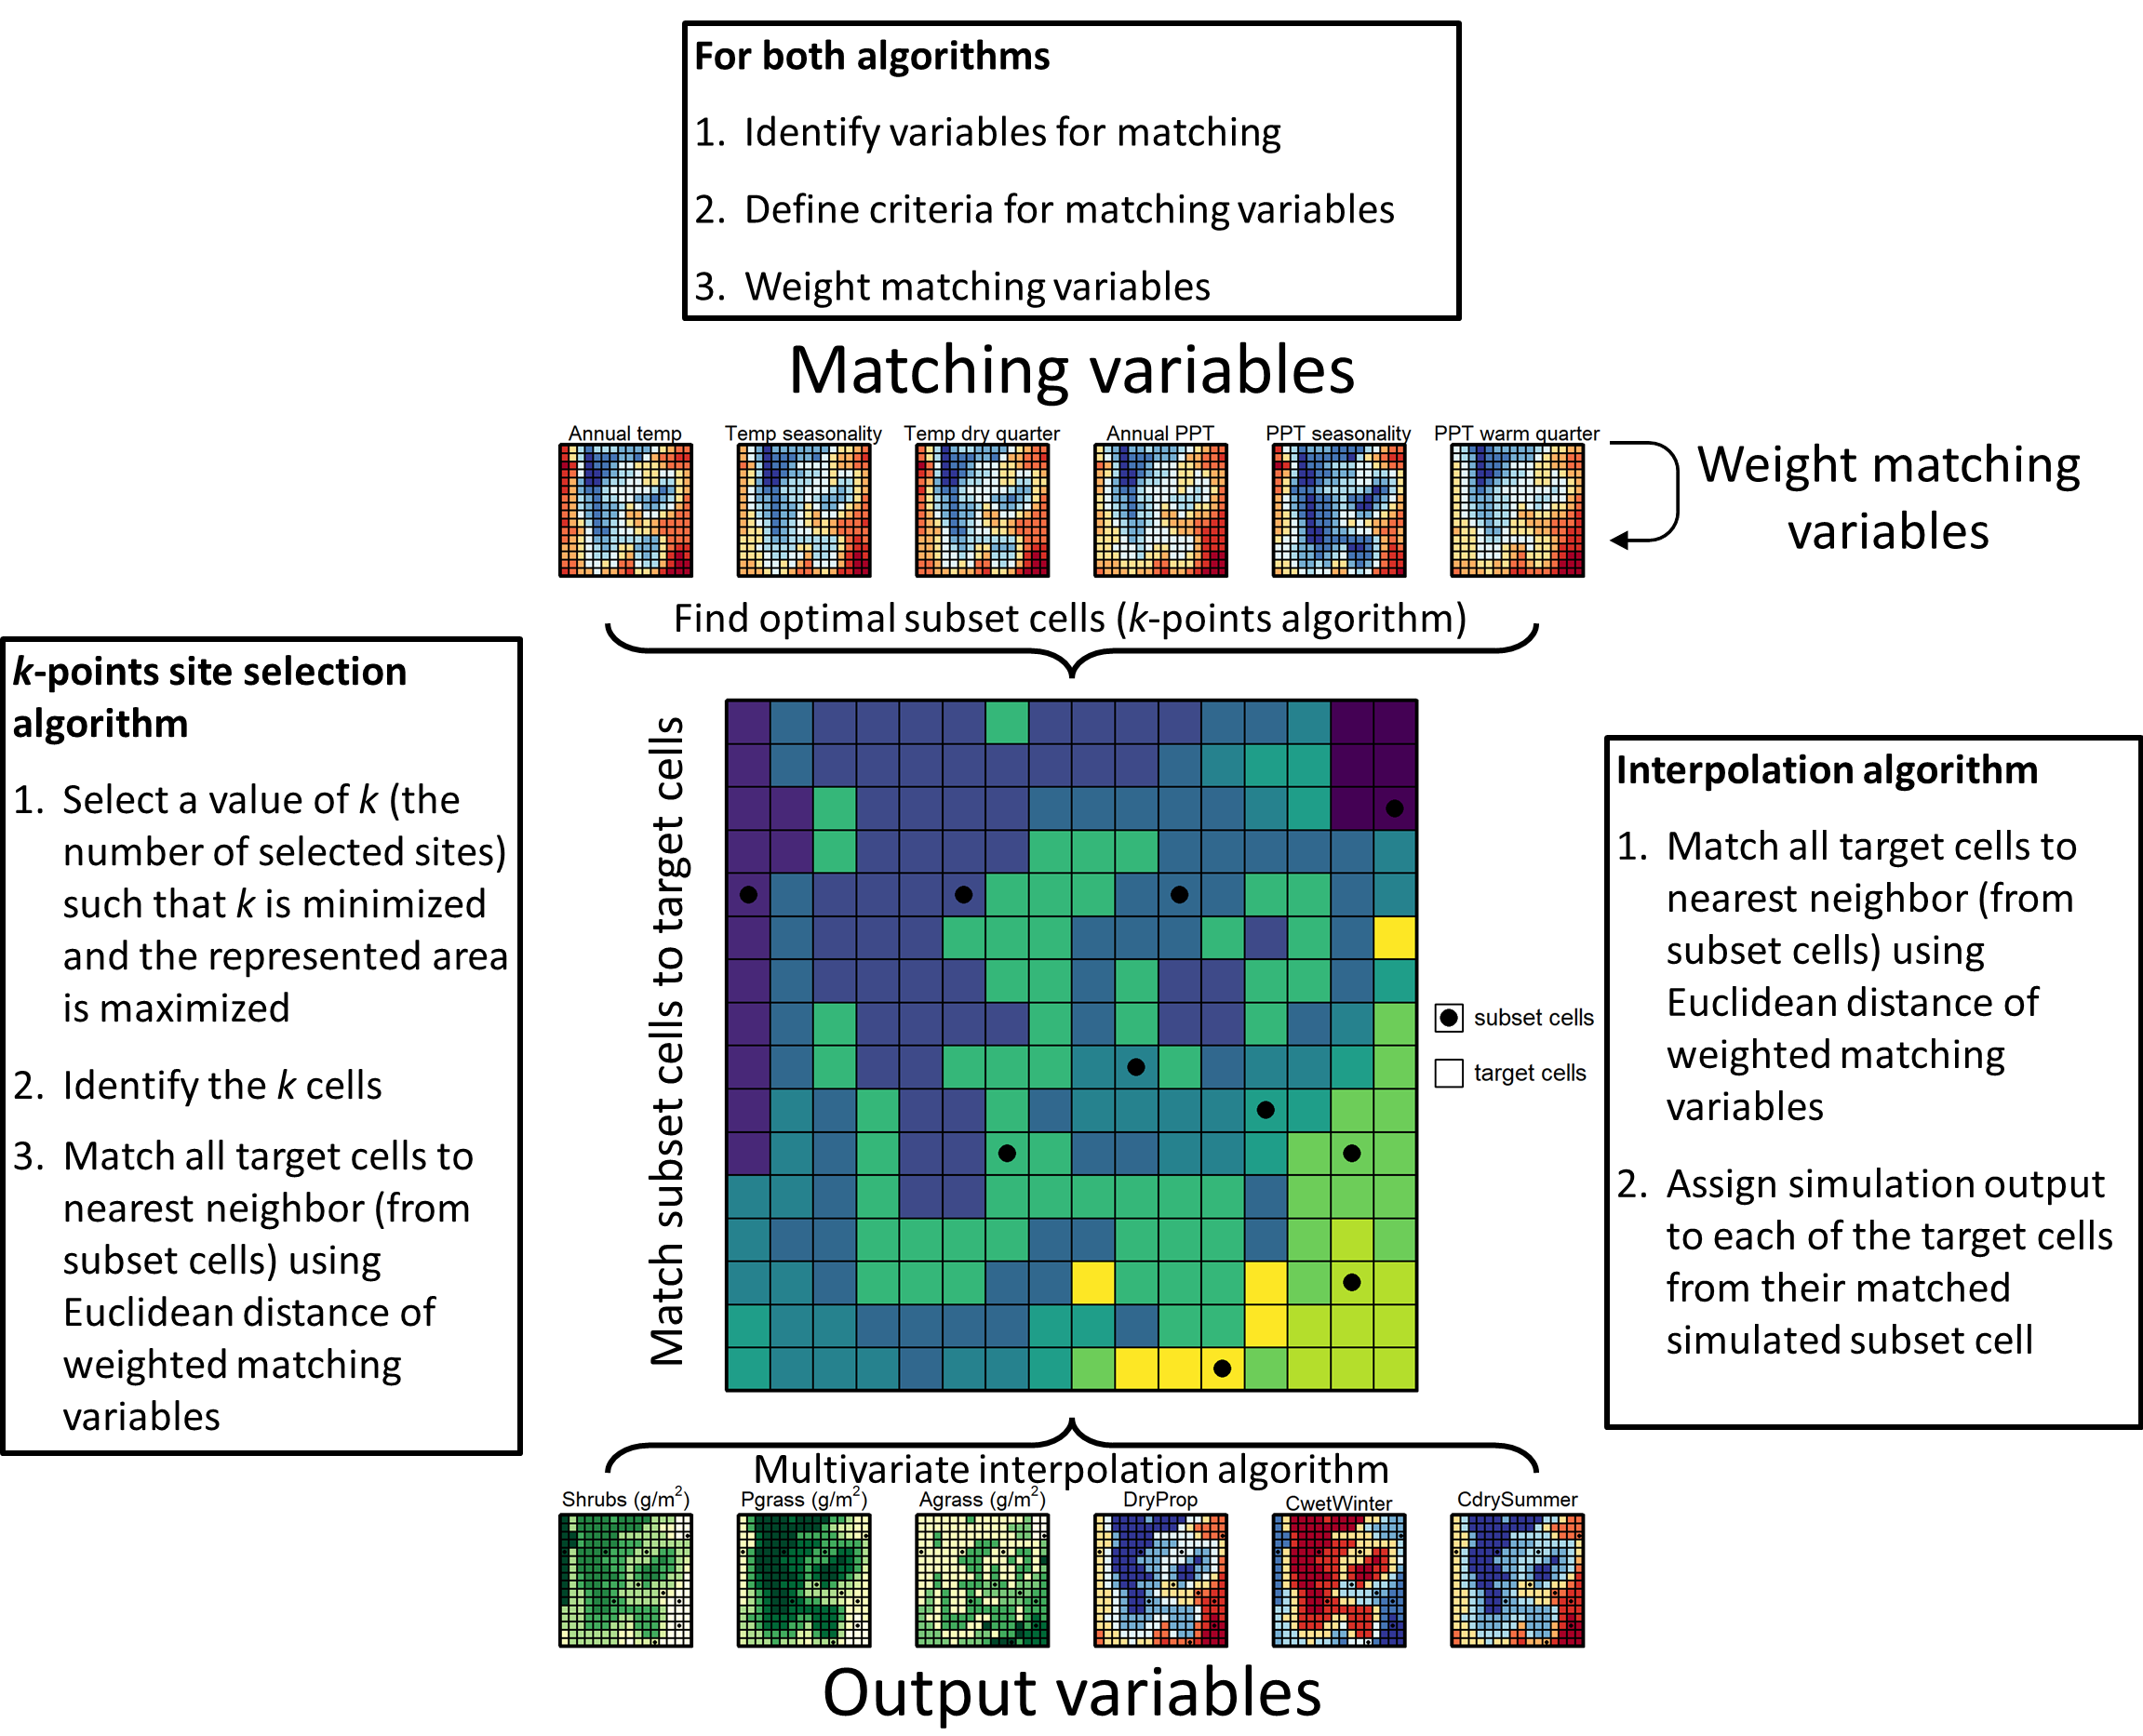 For both algorithms
1. Identify variables for matching
2. Define criteria for matching variables
3. Weight matching variables
Matching variables
Annual temp
Temp seasonality
Temp dry quarter
Annual PPT
PPT seasonality
PPT warm quarter
Weight matching
variables
Find optimal subset cells (k-points algorithm)
k-points site selection
algorithm
1. Select a value of k (the
number of selected sites)
such that k is minimized
and the represented area
is maximized
2. Identify the k cells
3. Match all target cells to
nearest neighbor (from
subset cells) using
Euclidean distance of
weighted matching
variables
Match subset cells to target cells
subset cells
target cells
Interpolation algorithm
1. Match all target cells to
nearest neighbor (from
subset cells) using
Euclidean distance of
weighted matching
variables
2. Assign simulation output
to each of the target cells
from their matched
simulated subset cell
Multivariate interpolation algorithm
Shrubs (g/m²)
Pgrass (g/m²)
Agrass (g/m²)
DryProp
CwetWinter
CdrySummer
Output variables